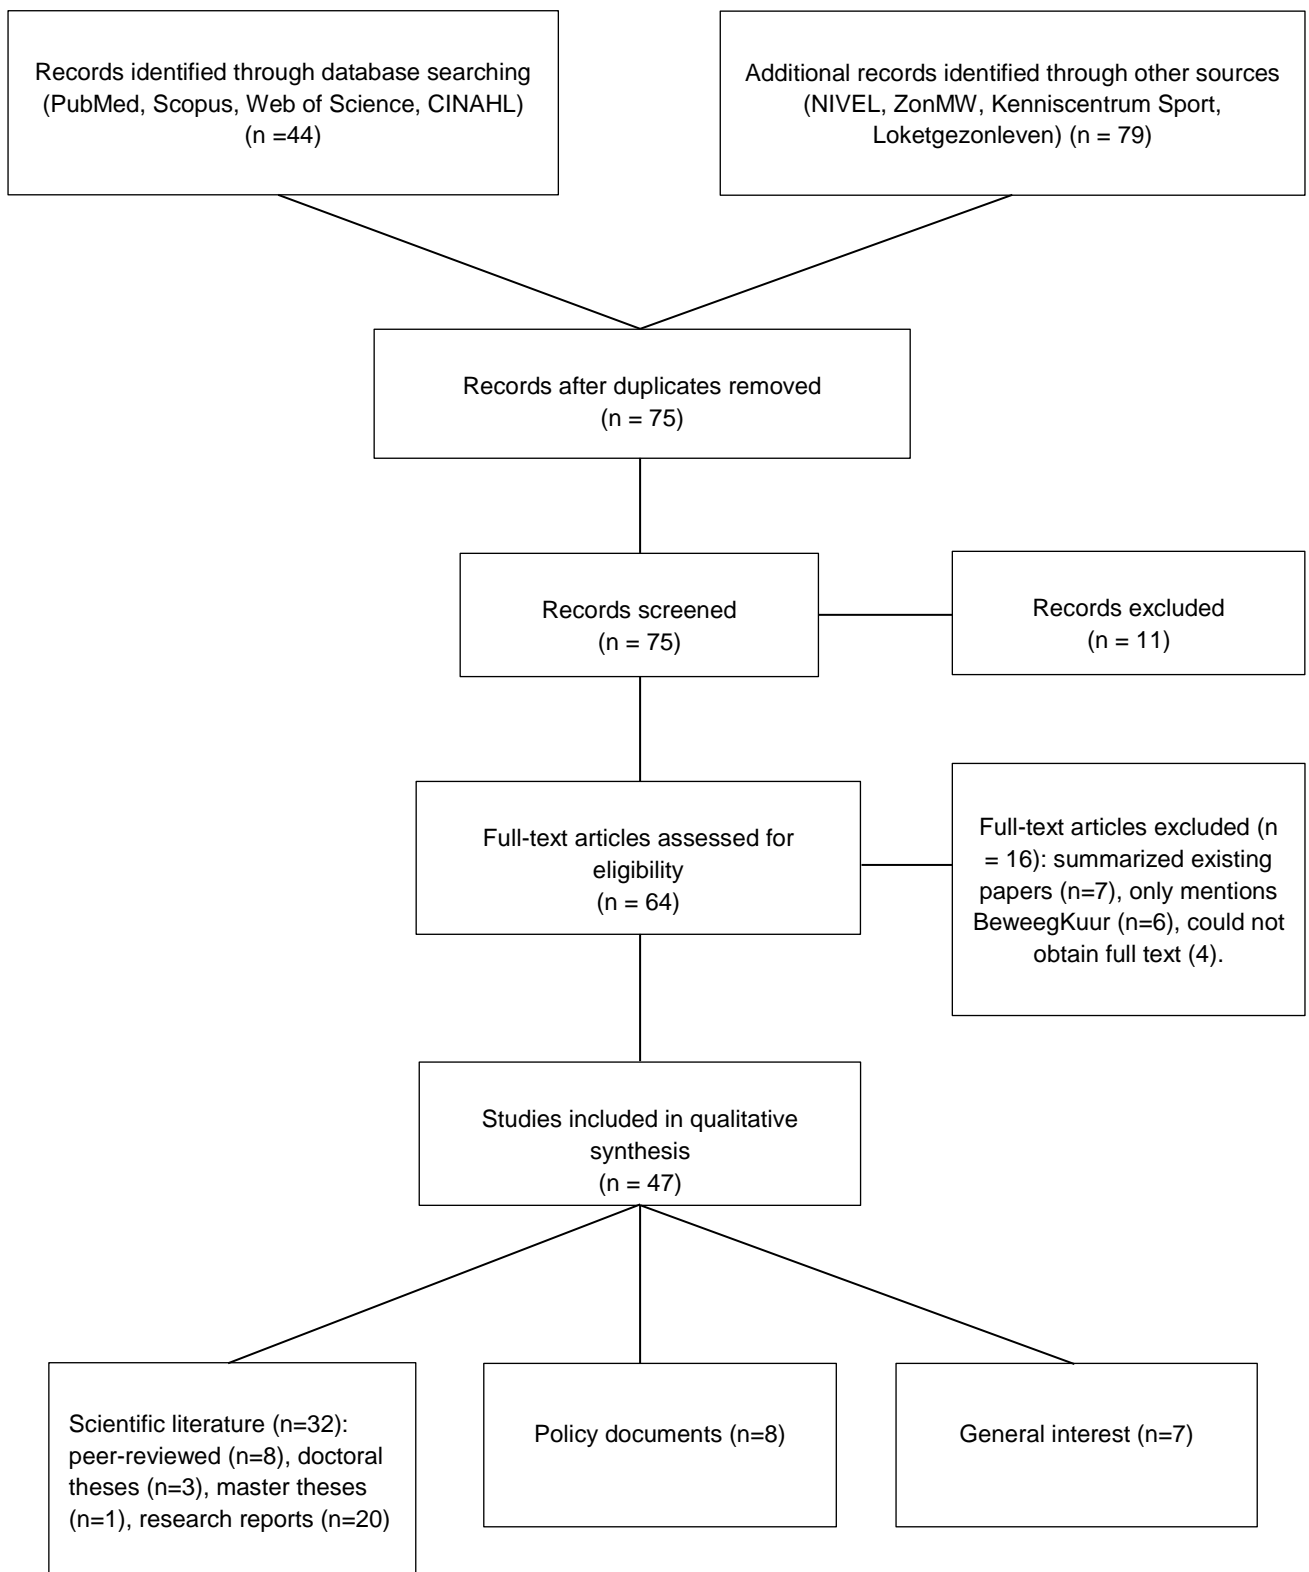 Records identified through database searching
(PubMed, Scopus, Web of Science, CINAHL)
(n =44)
Additional records identified through other sources
(NIVEL, ZonMW, Kenniscentrum Sport,
Loketgezonleven) (n = 79)
Records after duplicates removed
(n = 75)
Records screened
(n = 75)
Records excluded
(n = 11)
Full-text articles assessed for
eligibility
(n = 64)
Full-text articles excluded (n
= 16): summarized existing
papers (n=7), only mentions
BeweegKuur (n=6), could not
obtain full text (4).
Studies included in qualitative
synthesis
(n = 47)
Scientific literature (n=32):
peer-reviewed (n=8), doctoral
theses (n=3), master theses
(n=1), research reports (n=20)
Policy documents (n=8)
General interest (n=7)